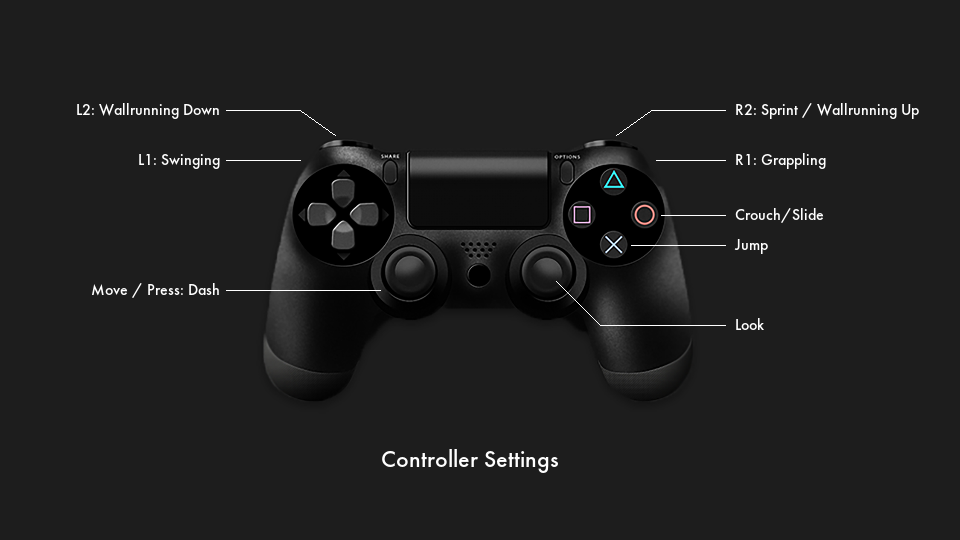 L2: Wallrunning Down
R2: Sprint / Wallrunning Up
SHARE
OPTIONS
L1: Swinging
R1: Grappling
Crouch/Slide
Jump
Move / Press: Dash
Look
Controller Settings